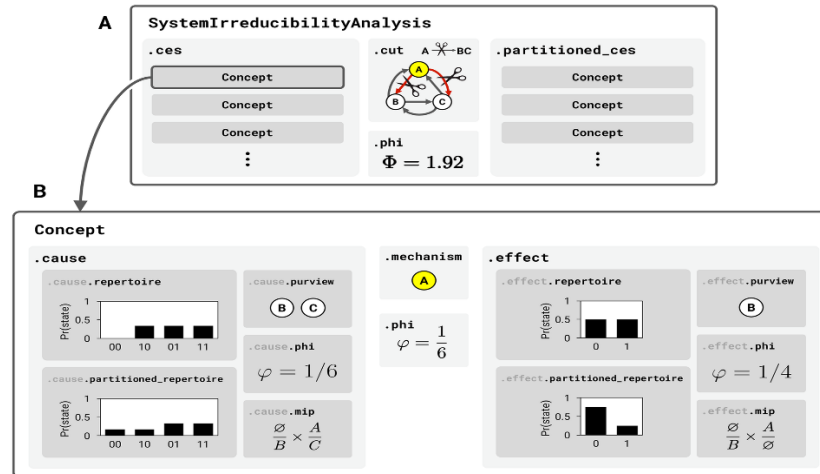 A
SystemIrreducibilityAnalysis
.ces
Concept
Concept
Concept
.cut A BC
A
B C
.phi
Φ = 1.92
.partitioned_ces
Concept
Concept
Concept
B
Concept
.cause
.cause.repertoire
Pr(state)
1
0.5
0
00 10 01 11
.cause.partitioned_repertoire
Pr(state)
1
0.5
0
00 10 01 11
.cause.purview
B C
.cause.phi
φ = 1/6
.cause.mip
∅/B × A/C
.mechanism
A
.phi
φ = 1/6
.effect
.effect.repertoire
Pr(state)
1
0.5
0
0 1
.effect.partitioned_repertoire
Pr(state)
1
0.5
0
0 1
.effect.purview
B
.effect.phi
φ = 1/4
.effect.mip
∅/B × A/∅